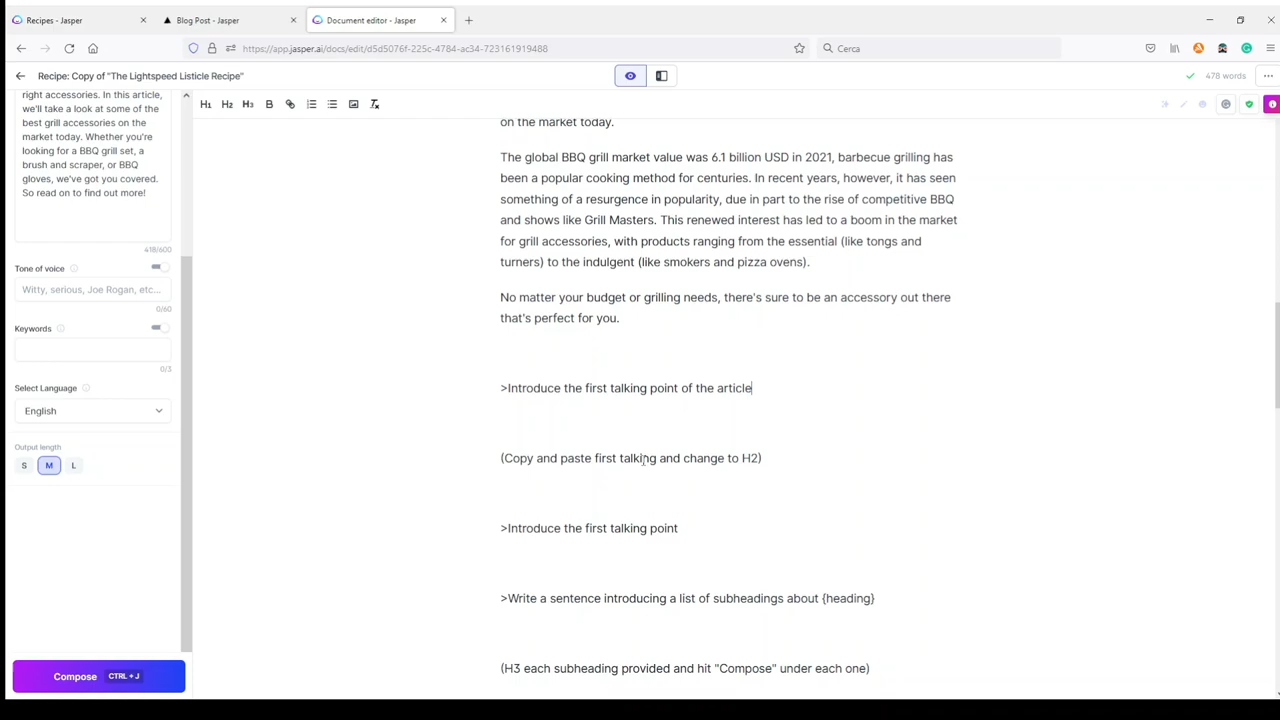 Recipes - Jasper
Blog Post - Jasper
Document editor - Jasper
https://app.jasper.ai/docs/edit/d5d5076f-225c-4784-ac34-723161919488
Cerca
Recipe: Copy of "The Lightspeed Listicle Recipe"
478 words
H1 H2 H3 B
right accessories. In this article,
we'll take a look at some of the
best grill accessories on the
market today. Whether you're
looking for a BBQ grill set, a
brush and scraper, or BBQ
gloves, we've got you covered.
So read on to find out more!
418/600
Tone of voice
Witty, serious, Joe Rogan, etc...
0/60
Keywords
0/3
Select Language
English
Output length
S M L
Compose CTRL + J
on the market today.
The global BBQ grill market value was 6.1 billion USD in 2021, barbecue grilling has
been a popular cooking method for centuries. In recent years, however, it has seen
something of a resurgence in popularity, due in part to the rise of competitive BBQ
and shows like Grill Masters. This renewed interest has led to a boom in the market
for grill accessories, with products ranging from the essential (like tongs and
turners) to the indulgent (like smokers and pizza ovens).
No matter your budget or grilling needs, there's sure to be an accessory out there
that's perfect for you.
>Introduce the first talking point of the article
(Copy and paste first talking and change to H2)
>Introduce the first talking point
>Write a sentence introducing a list of subheadings about {heading}
(H3 each subheading provided and hit "Compose" under each one)